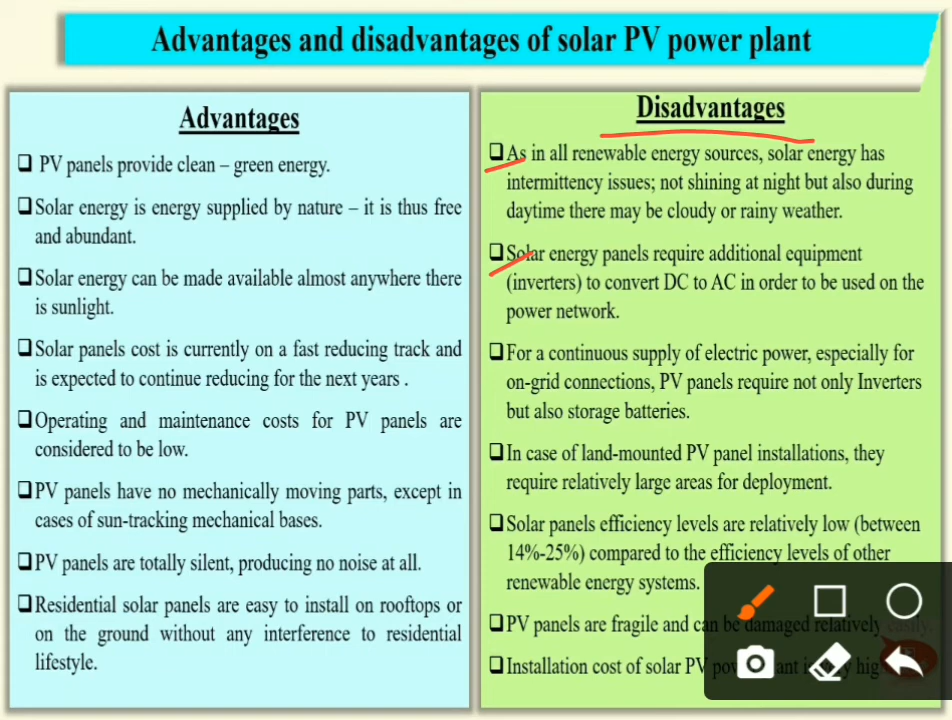 Advantages and disadvantages of solar PV power plant
Advantages
❑ PV panels provide clean – green energy.
❑Solar energy is energy supplied by nature – it is thus free
and abundant.
❑Solar energy can be made available almost anywhere there
is sunlight.
❑Solar panels cost is currently on a fast reducing track and
is expected to continue reducing for the next years .
❑Operating and maintenance costs for PV panels are
considered to be low.
❑PV panels have no mechanically moving parts, except in
cases of sun-tracking mechanical bases.
❑PV panels are totally silent, producing no noise at all.
❑Residential solar panels are easy to install on rooftops or
on the ground without any interference to residential
lifestyle.
Disadvantages
❑As in all renewable energy sources, solar energy has
intermittency issues; not shining at night but also during
daytime there may be cloudy or rainy weather.
❑Solar energy panels require additional equipment
(inverters) to convert DC to AC in order to be used on the
power network.
❑For a continuous supply of electric power, especially for
on-grid connections, PV panels require not only Inverters
but also storage batteries.
❑In case of land-mounted PV panel installations, they
require relatively large areas for deployment.
❑Solar panels efficiency levels are relatively low (between
14%-25%) compared to the efficiency levels of other
renewable energy systems.
❑PV panels are fragile and can be damaged relatively easily.
❑Installation cost of solar PV